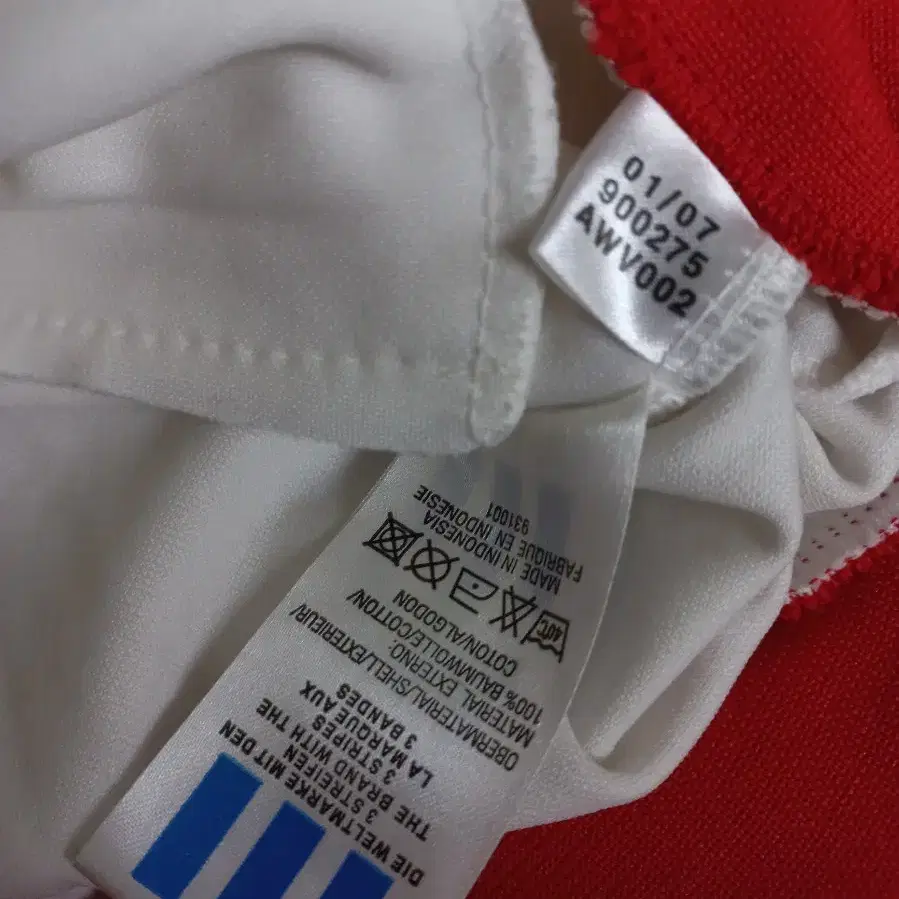 01/07
900275
AWV002
DIE WELTMARKE MIT DEN
3 STREIFEN
THE BRAND WITH THE
3 STRIPES
LA MARQUE AUX
3 BANDES
OBERMATERIAL/SHELL/EXTERIEUR/
MATERIAL EXTERNO:
100% BAUMWOLLE/COTTON/
COTON/ALGODON
40C
MADE IN INDONESIA
FABRIQUE EN INDONESIE
931001